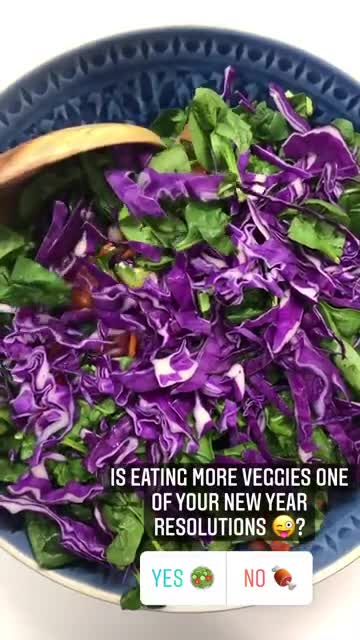 IS EATING MORE VEGGIES ONE
OF YOUR NEW YEAR
RESOLUTIONS 😜?
YES 🥗 NO 🍖